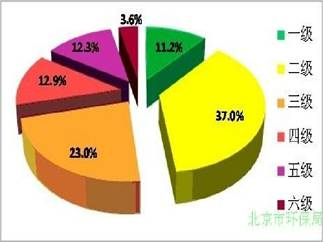 3.6%
12.3%
11.2%
12.9%
37.0%
23.0%
一级
二级
三级
四级
五级
六级
北京市环保局